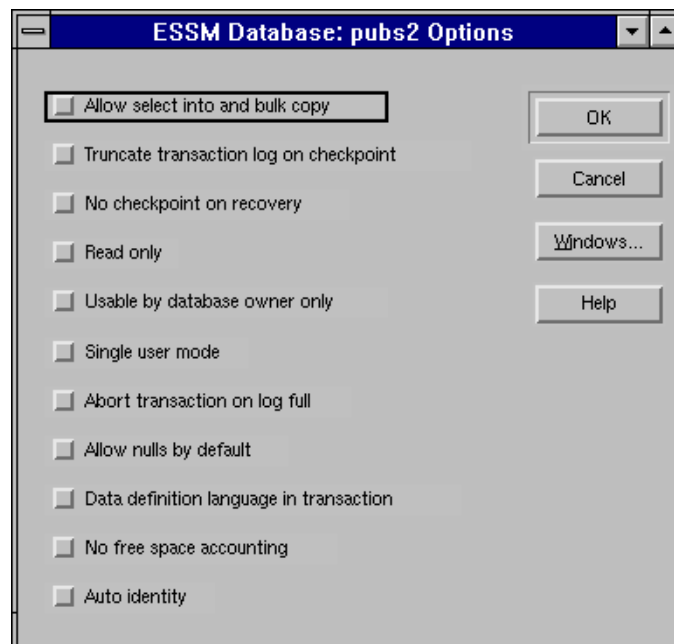 ESSM Database: pubs2 Options
Allow select into and bulk copy
OK
Truncate transaction log on checkpoint
Cancel
No checkpoint on recovery
Windows...
Read only
Usable by database owner only
Help
Single user mode
Abort transaction on log full
Allow nulls by default
Data definition language in transaction
No free space accounting
Auto identity